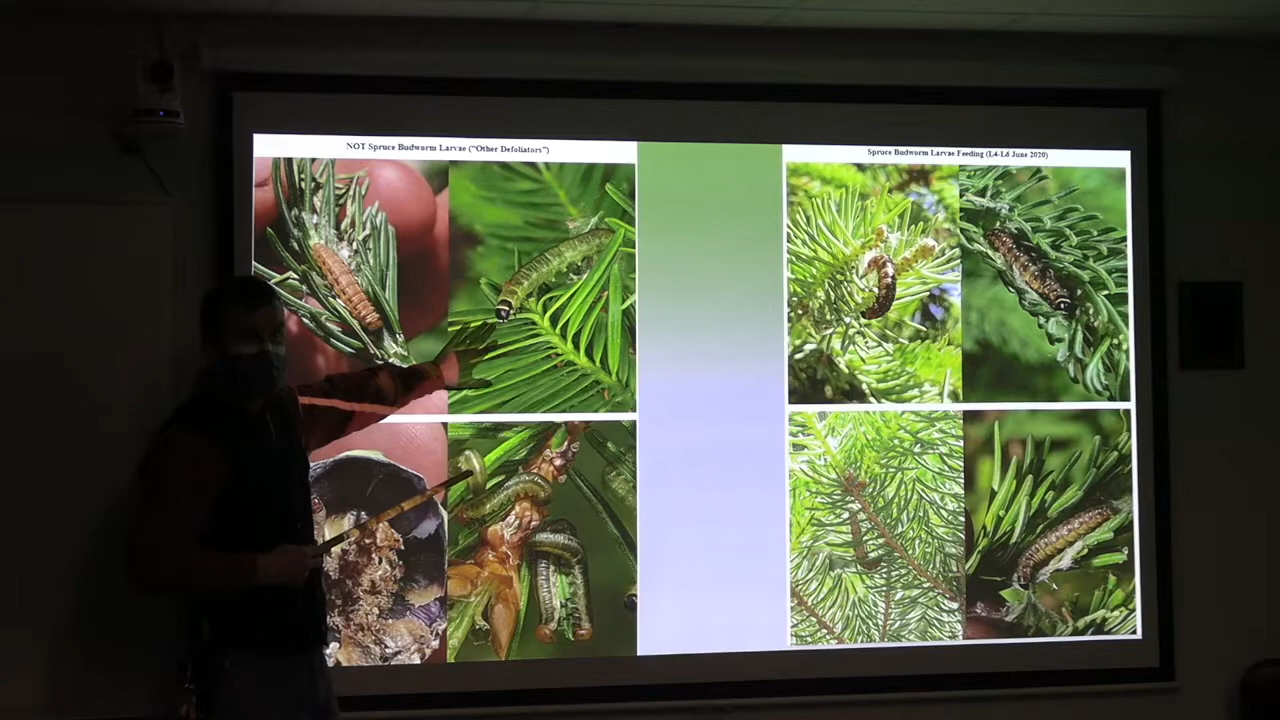 NOT Spruce Budworm Larvae ("Other Defoliators")
Spruce Budworm Larvae Feeding (L4-L6 June 2020)